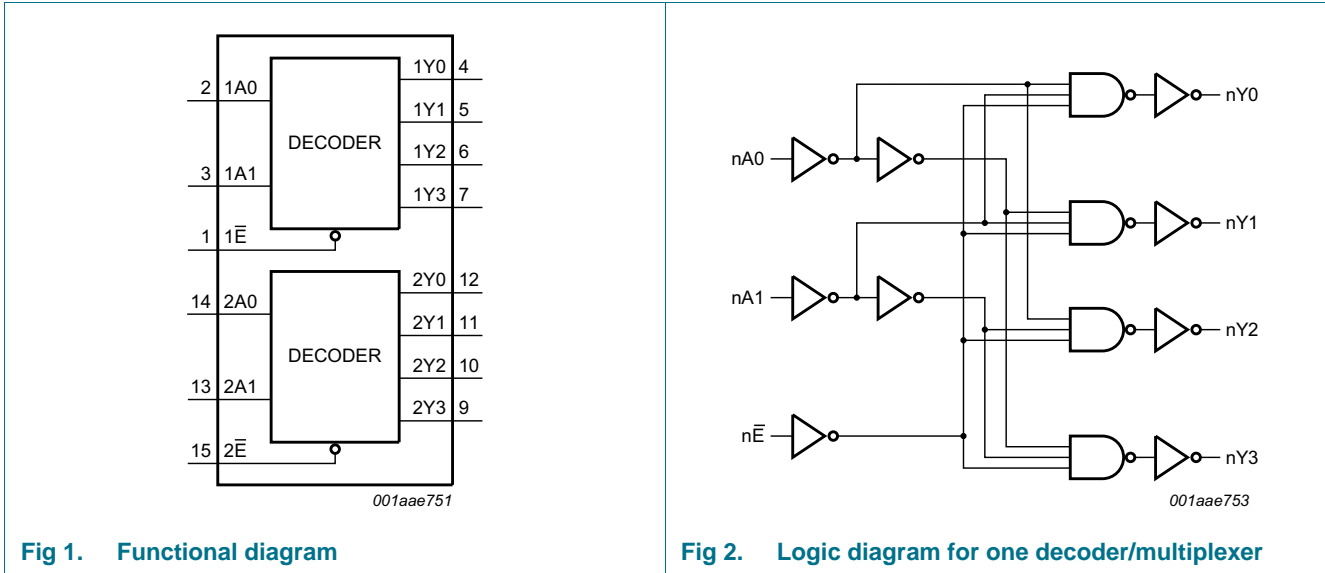 1Y0 4
2 1A0
1Y1 5
DECODER
1Y2 6
3 1A1
1Y3 7
1 1E̅
2Y0 12
14 2A0
2Y1 11
DECODER
2Y2 10
13 2A1
2Y3 9
15 2E̅
001aae751
Fig 1. Functional diagram
nY0
nA0
nY1
nA1
nY2
nE̅
nY3
001aae753
Fig 2. Logic diagram for one decoder/multiplexer